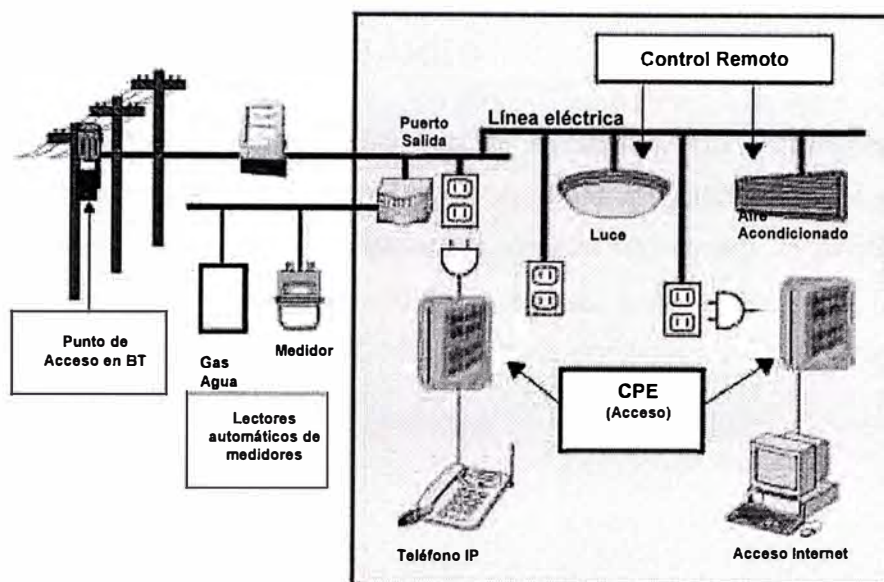 Control Remoto
Línea eléctrica
Puerto
Salida
Luce
Aire
Acondicionado
Punto de
Acceso en BT
Gas
Agua
Medidor
Lectores
automáticos de
medidores
CPE
(Acceso)
Teléfono IP
Acceso Internet